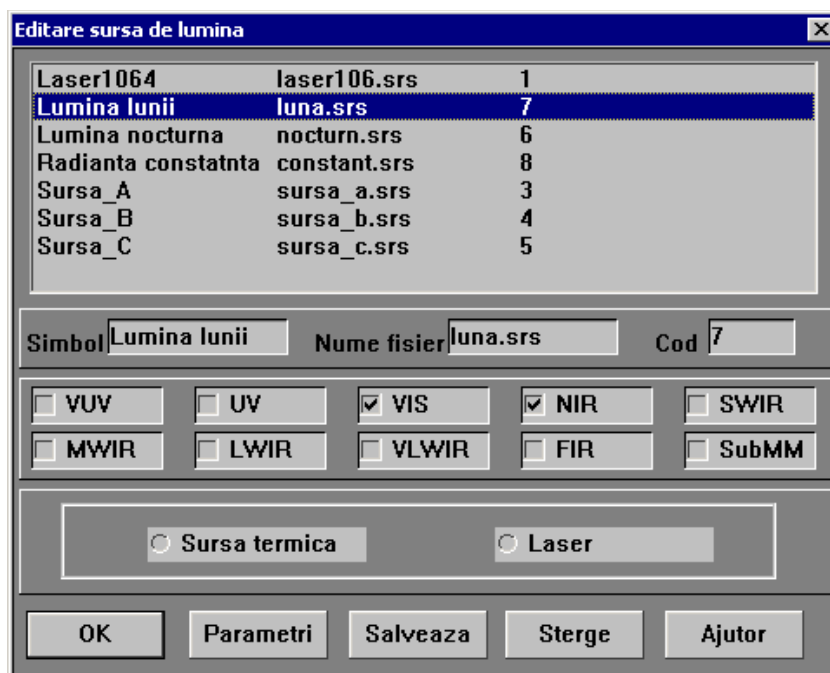 Editare sursa de lumina
Laser1064 laser106.srs 1
Lumina lunii luna.srs 7
Lumina nocturna nocturn.srs 6
Radianta constatnta constant.srs 8
Sursa_A sursa_a.srs 3
Sursa_B sursa_b.srs 4
Sursa_C sursa_c.srs 5
Simbol Lumina lunii Nume fisier luna.srs Cod 7
VUV UV VIS NIR SWIR
MWIR LWIR VLWIR FIR SubMM
Sursa termica Laser
OK Parametri Salveaza Sterge Ajutor